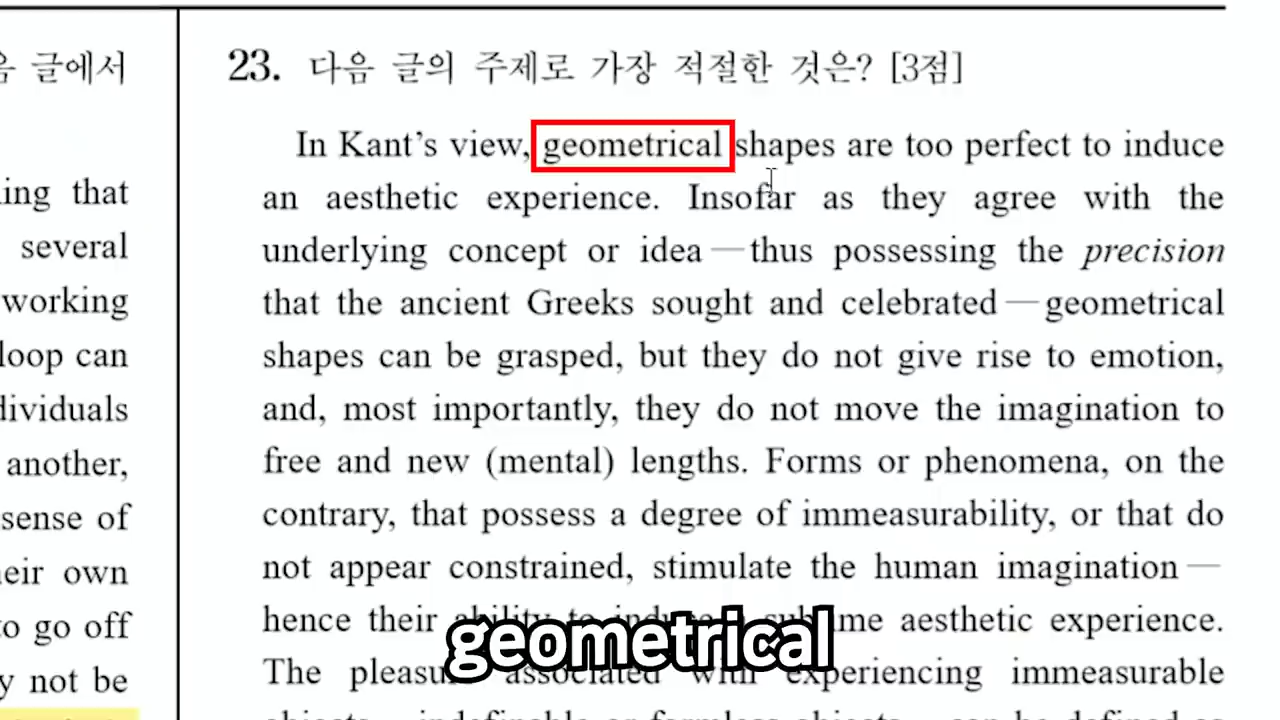 음 글에서
ing that
several
working
loop can
dividuals
another,
sense of
eir own
to go off
y not be
23. 다음 글의 주제로 가장 적절한 것은? [3점]
In Kant's view, geometrical shapes are too perfect to induce
an aesthetic experience. Insofar as they agree with the
underlying concept or idea—thus possessing the precision
that the ancient Greeks sought and celebrated—geometrical
shapes can be grasped, but they do not give rise to emotion,
and, most importantly, they do not move the imagination to
free and new (mental) lengths. Forms or phenomena, on the
contrary, that possess a degree of immeasurability, or that do
not appear constrained, stimulate the human imagination—
hence their ability to induce a sublime aesthetic experience.
The pleasure associated with experiencing immeasurable
geometrical